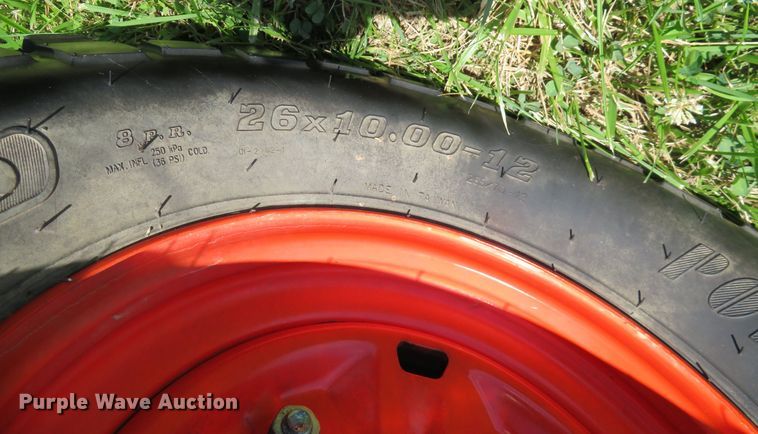 26x10.00-12
8 P.R.
250 kPa
MAX. INFL. (36 PSI) COLD
MADE IN TAIWAN
Purple Wave Auction